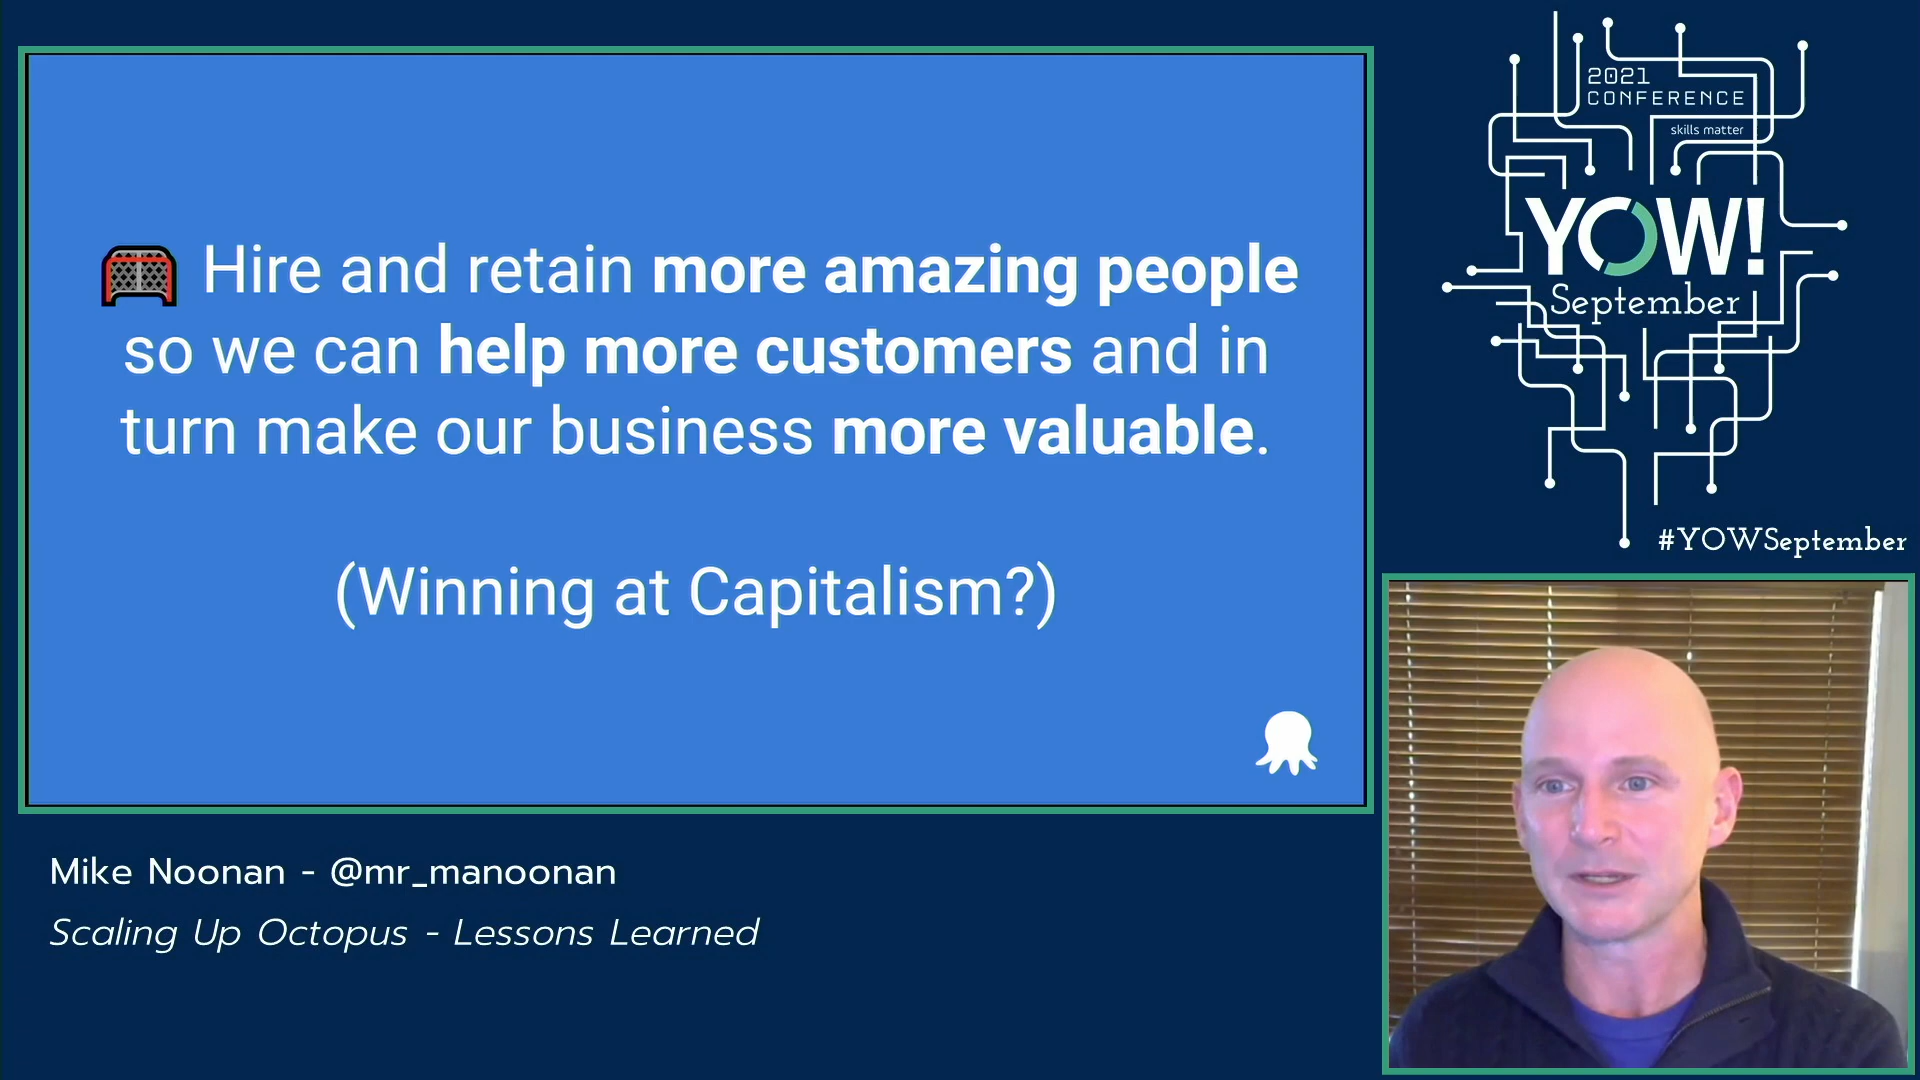 Hire and retain more amazing people
so we can help more customers and in
turn make our business more valuable.
(Winning at Capitalism?)
Mike Noonan - @mr_manoonan
Scaling Up Octopus - Lessons Learned
2021
CONFERENCE
skills matter
YOW!
September
#YOWSeptember